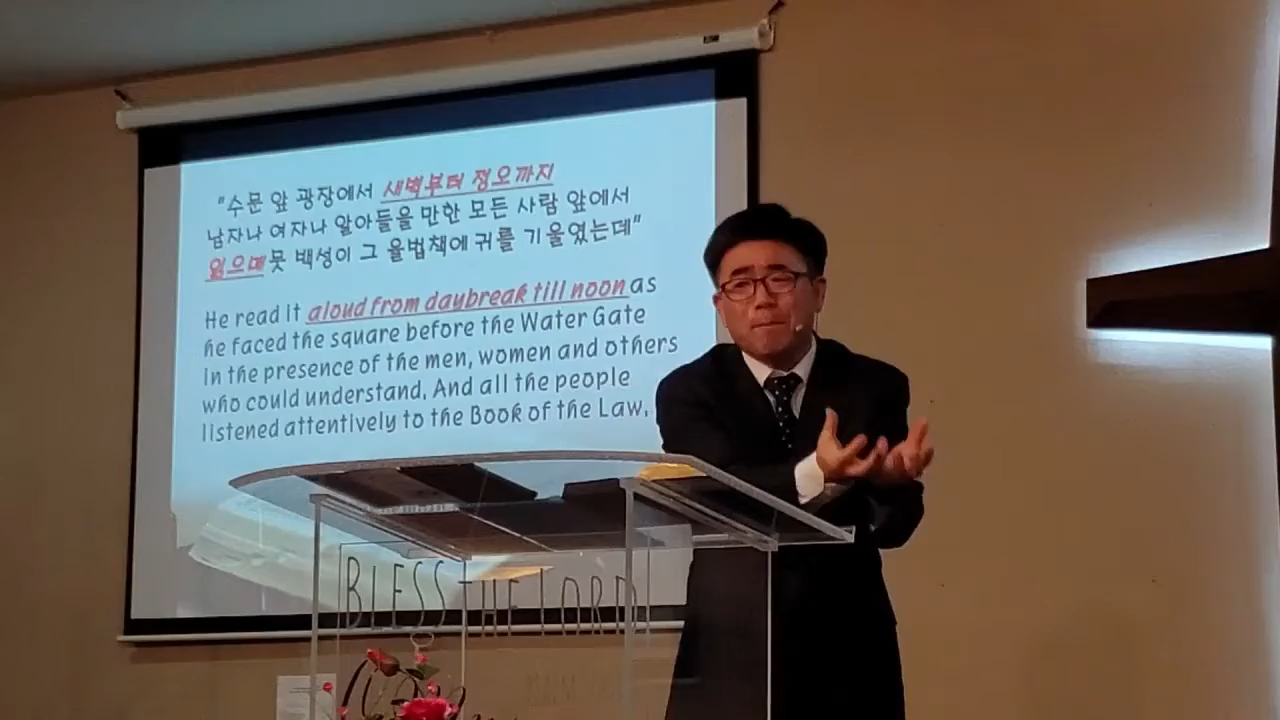 "수문 앞 광장에서 새벽부터 정오까지
남자나 여자나 알아들을 만한 모든 사람 앞에서
읽으매 뭇 백성이 그 율법책에 귀를 기울였는데"
He read it aloud from daybreak till noon as
he faced the square before the Water Gate
in the presence of the men, women and others
who could understand. And all the people
listened attentively to the Book of the Law.
BLESS THE LORD